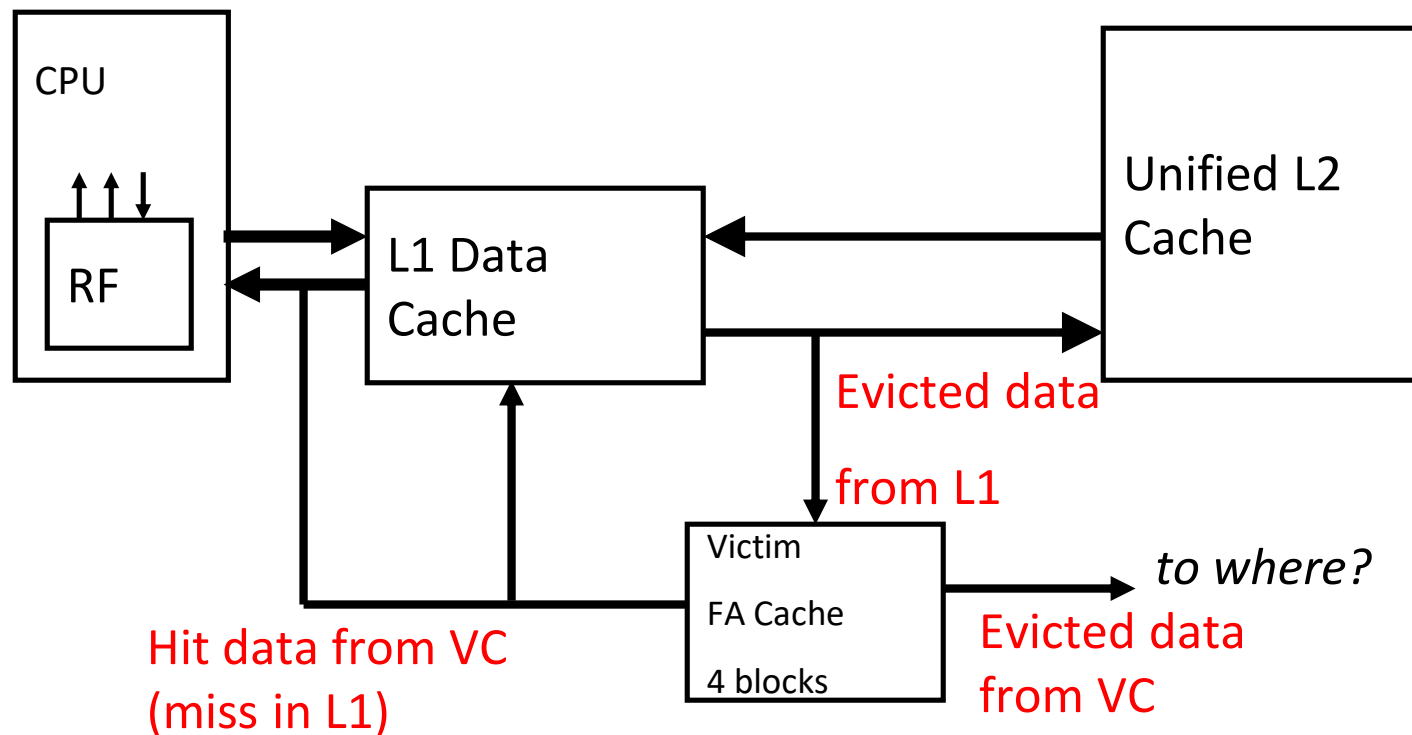 CPU
RF
L1 Data
Cache
Unified L2
Cache
Evicted data
from L1
Victim
FA Cache
4 blocks
to where?
Evicted data
from VC
Hit data from VC
(miss in L1)